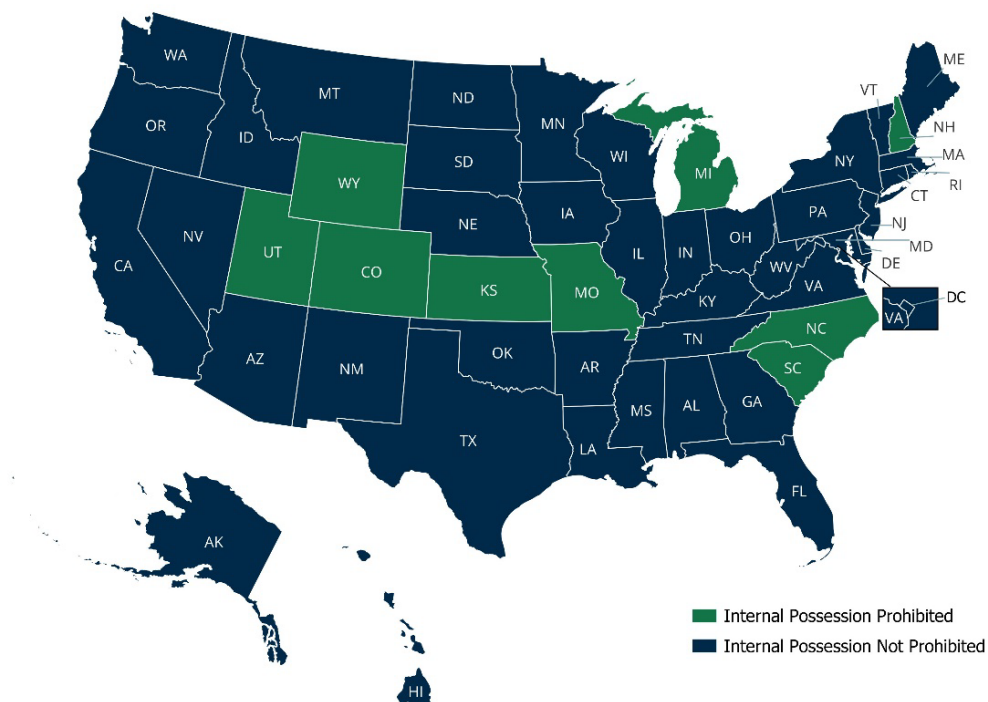 WA
ME
MT
ND
VT
OR
MN
ID
NH
SD
WI
NY
MA
WY
MI
RI
CT
IA
PA
NE
NJ
NV
OH
MD
UT
IL
IN
DE
CO
WV
CA
VA
KS
MO
DC
KY
VA
NC
TN
OK
AZ
AR
SC
NM
GA
MS
AL
TX
LA
FL
AK
Internal Possession Prohibited
Internal Possession Not Prohibited
HI